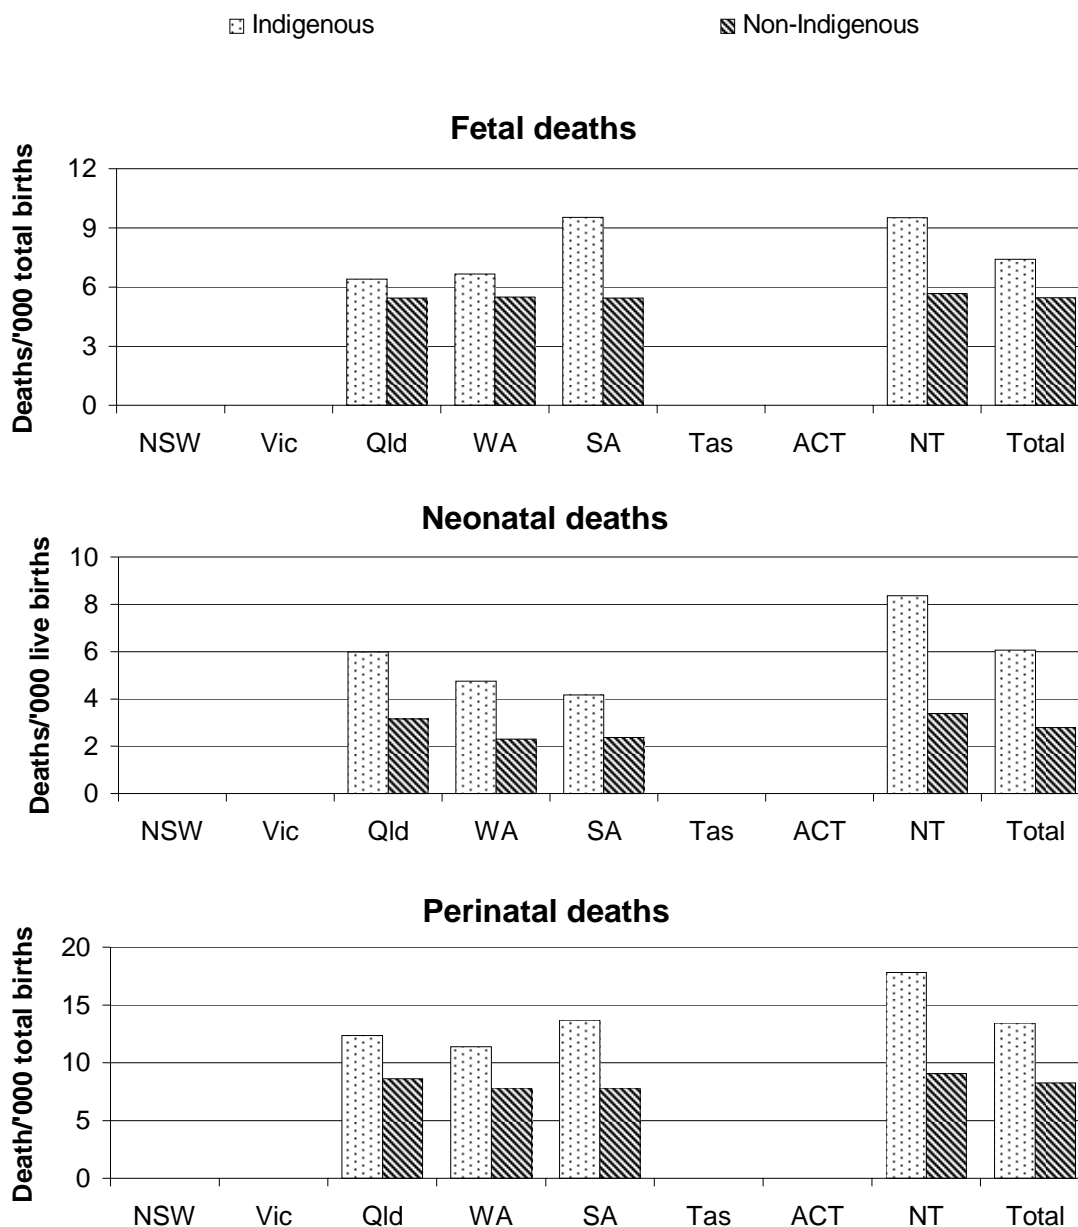 Indigenous Non-Indigenous
Fetal deaths
Deaths/'000 total births
12
9
6
3
0
NSW Vic Qld WA SA Tas ACT NT Total
Neonatal deaths
Deaths/'000 live births
10
8
6
4
2
0
NSW Vic Qld WA SA Tas ACT NT Total
Perinatal deaths
Death/'000 total births
20
15
10
5
0
NSW Vic Qld WA SA Tas ACT NT Total